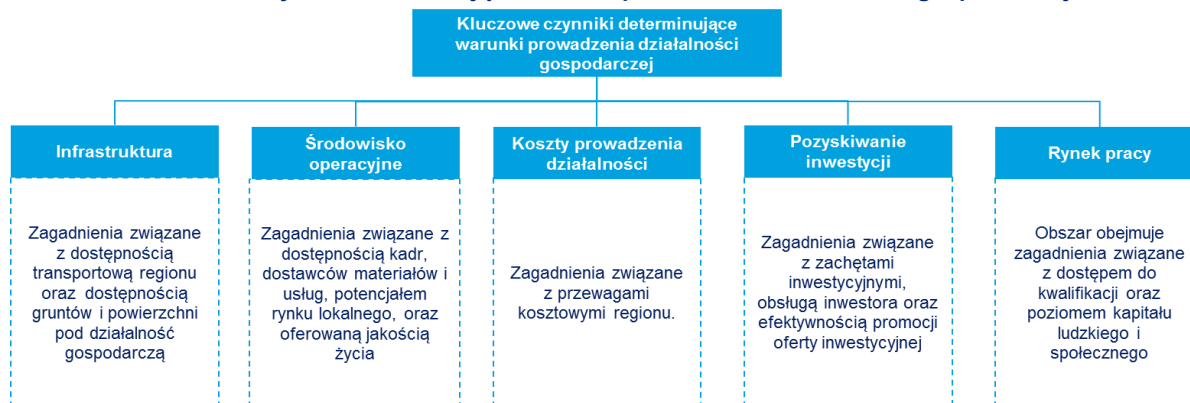 Kluczowe czynniki determinujące
warunki prowadzenia działalności
gospodarczej
Infrastruktura
Zagadnienia związane
z dostępnością
transportową regionu
oraz dostępnością
gruntów i powierzchni
pod działalność
gospodarczą
Środowisko
operacyjne
Zagadnienia związane z
dostępnością kadr,
dostawców materiałów i
usług, potencjałem
rynku lokalnego, oraz
oferowaną jakością
życia
Koszty prowadzenia
działalności
Zagadnienia związane
z przewagami
kosztowymi regionu.
Pozyskiwanie
inwestycji
Zagadnienia związane
z zachętami
inwestycyjnymi,
obsługą inwestora oraz
efektywnością promocji
oferty inwestycyjnej
Rynek pracy
Obszar obejmuje
zagadnienia związane
z dostępem do
kwalifikacji oraz
poziomem kapitału
ludzkiego i
społecznego